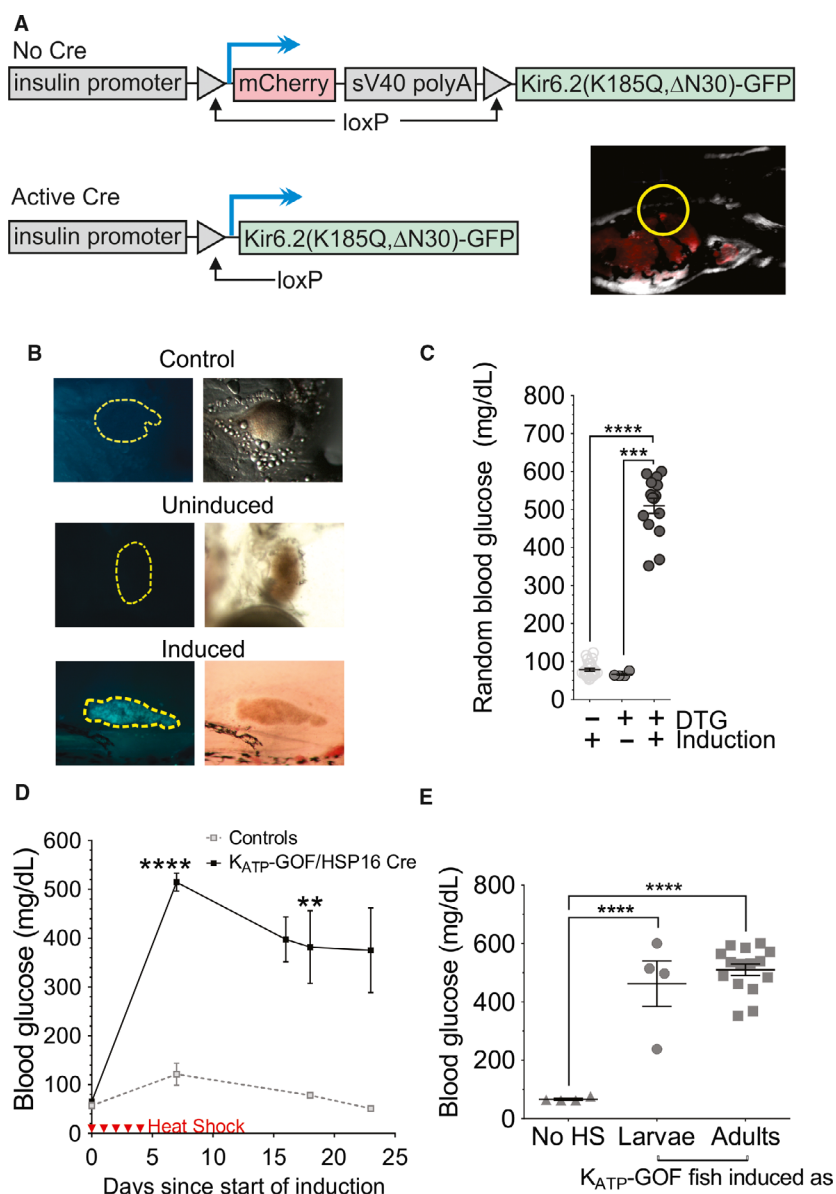 A
No Cre
insulin promoter mCherry sV40 polyA Kir6.2(K185Q,ΔN30)-GFP
loxP
Active Cre
insulin promoter Kir6.2(K185Q,ΔN30)-GFP
loxP
B
Control
Uninduced
Induced
C
Random blood glucose (mg/dL)
800
700
600
500
400
300
200
100
0
****
***
– + + DTG
+ – + Induction
D
Blood glucose (mg/dL)
600
500
400
300
200
100
0
Controls
K_ATP-GOF/HSP16 Cre
****
**
Heat Shock
0 5 10 15 20 25
Days since start of induction
E
Blood glucose (mg/dL)
800
600
400
200
0
****
****
No HS Larvae Adults
K_ATP-GOF fish induced as